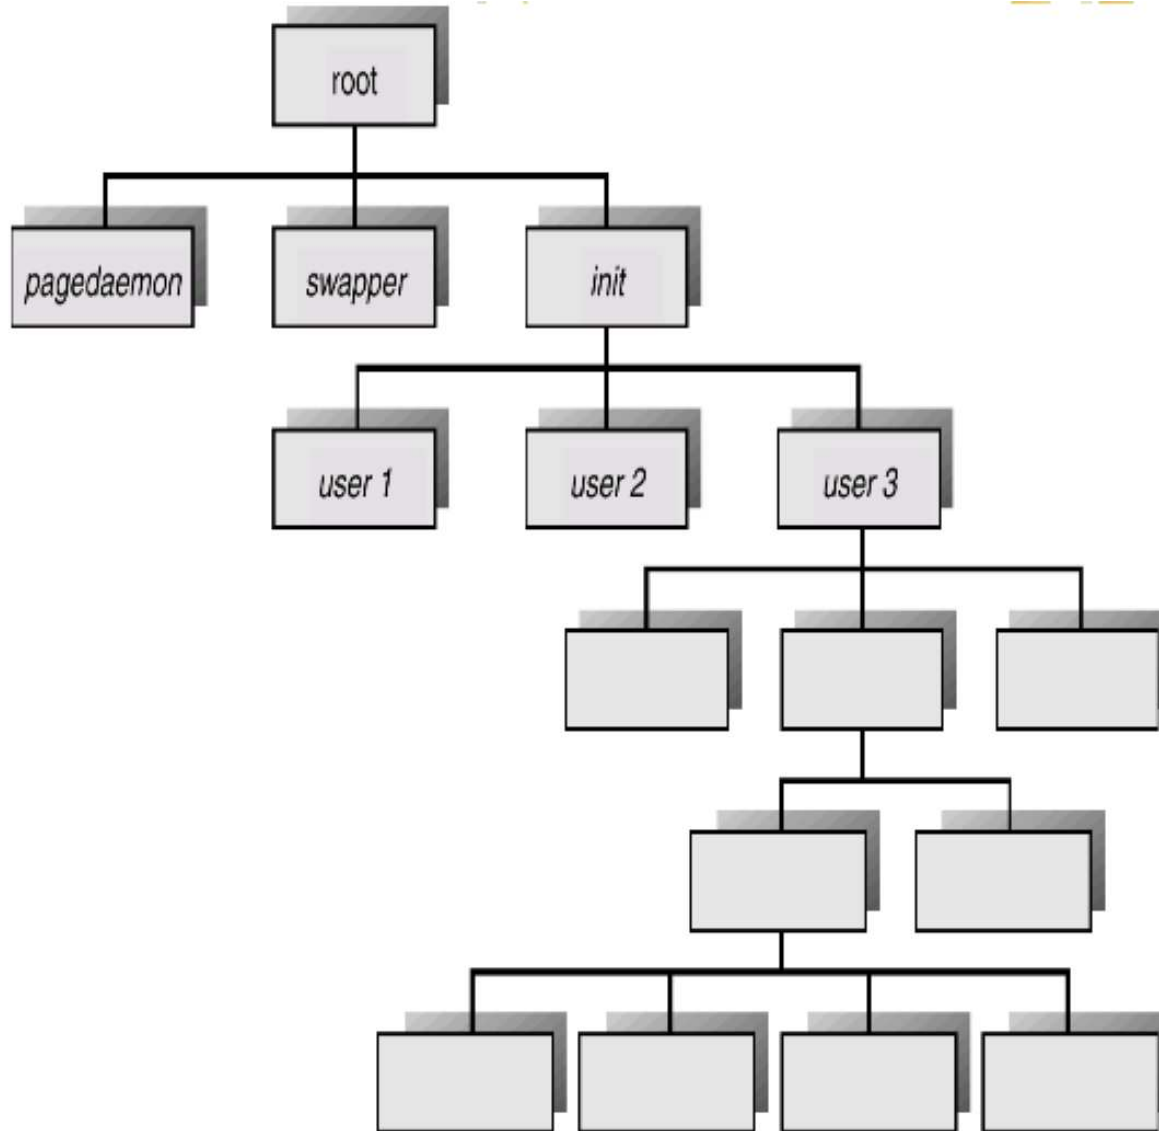 root
pagedaemon
swapper
init
user 1
user 2
user 3